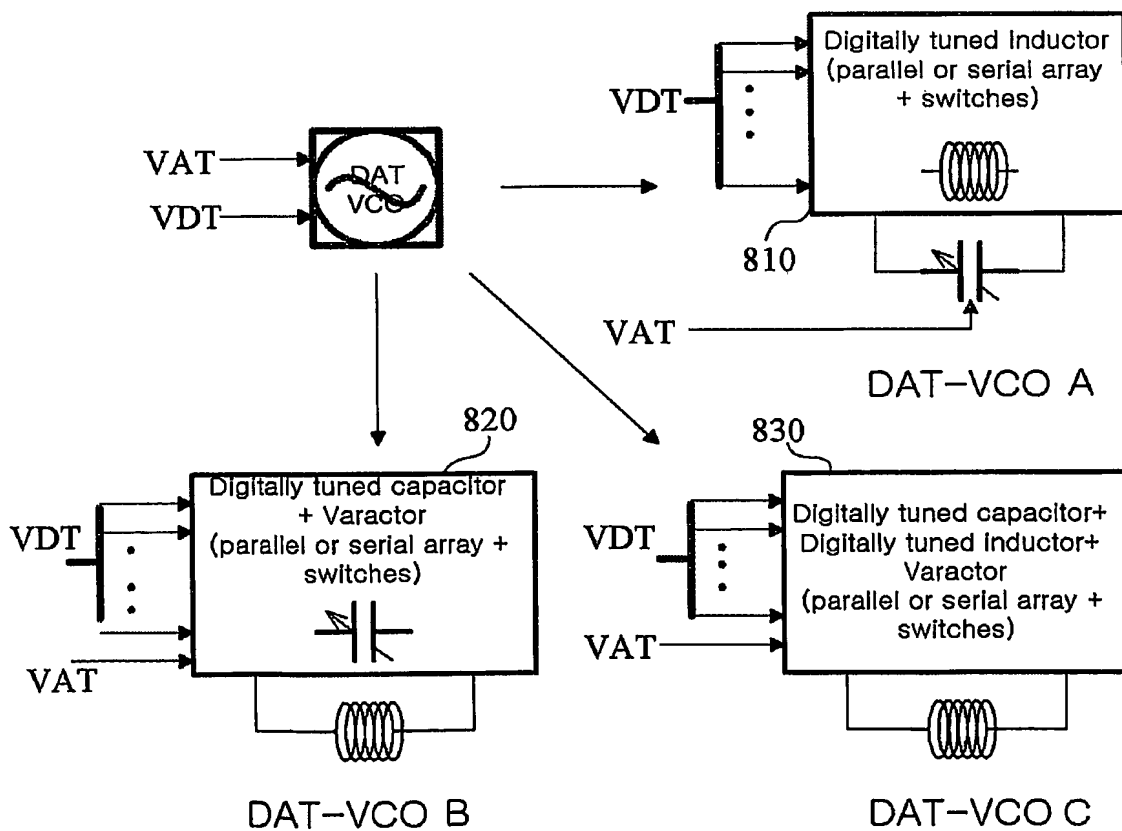 Digitally tuned Inductor
(parallel or serial array
+ switches)
VDT
810
VAT
DAT-VCO A
VAT
VDT
DAT
VCO
820
Digitally tuned capacitor
+ Varactor
(parallel or serial array +
switches)
VDT
VAT
DAT-VCO B
830
Digitally tuned capacitor+
Digitally tuned inductor+
Varactor
(parallel or serial array +
switches)
VDT
VAT
DAT-VCO C